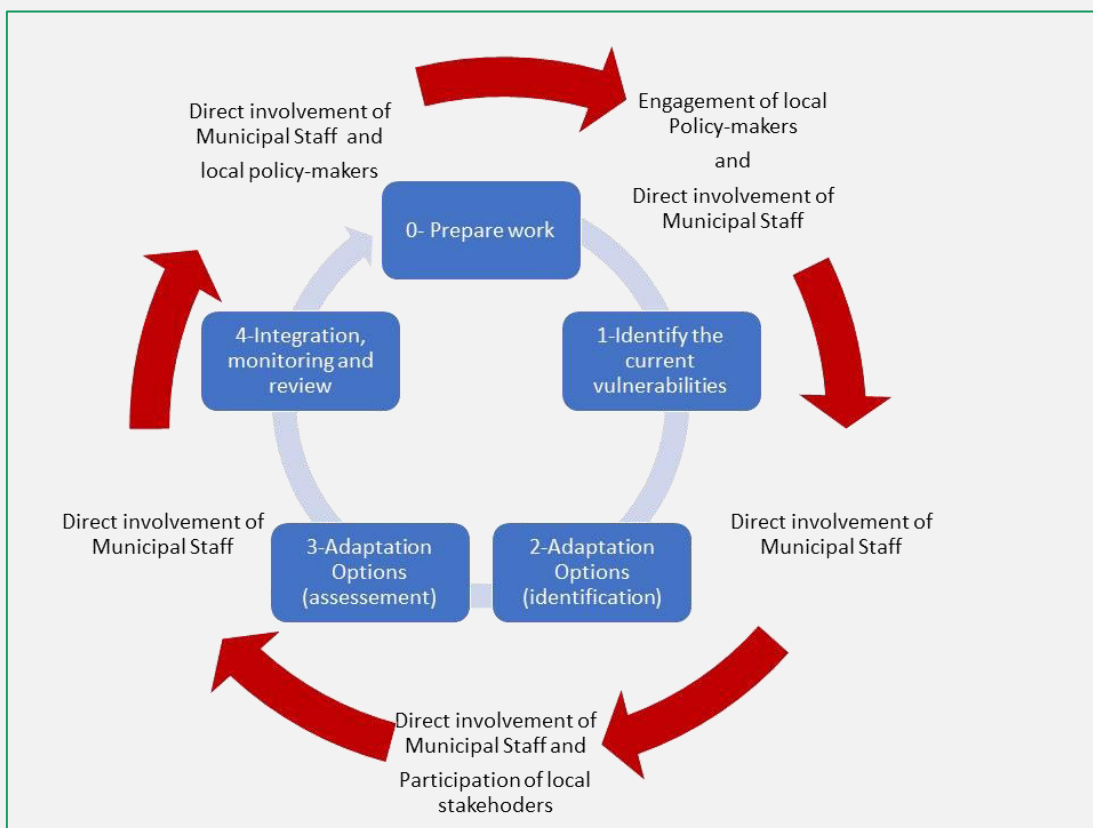 Direct involvement of
Municipal Staff and
local policy-makers
Engagement of local
Policy-makers
and
Direct involvement of
Municipal Staff
0- Prepare work
4-Integration,
monitoring and
review
1-Identify the
current
vulnerabilities
Direct involvement of
Municipal Staff
3-Adaptation
Options
(assessement)
2-Adaptation
Options
(identification)
Direct involvement of
Municipal Staff
Direct involvement of
Municipal Staff and
Participation of local
stakehoders